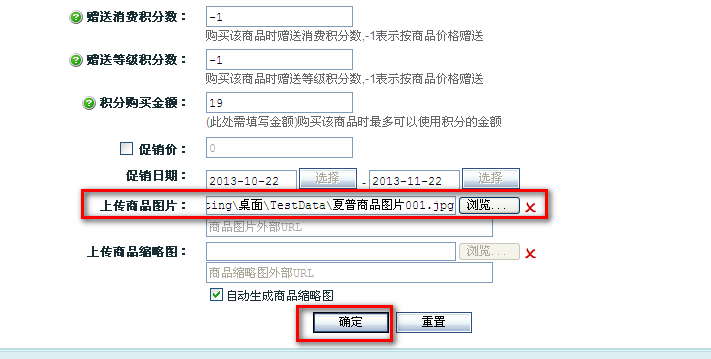 赠送消费积分数： -1
购买该商品时赠送消费积分数,-1表示按商品价格赠送
赠送等级积分数： -1
购买该商品时赠送等级积分数,-1表示按商品价格赠送
积分购买金额： 19
(此处需填写金额)购买该商品时最多可以使用积分的金额
促销价： 0
促销日期： 2013-10-22 选择 - 2013-11-22 选择
上传商品图片： ting\桌面\TestData\夏普商品图片001.jpg 浏览...
商品图片外部URL
上传商品缩略图： 浏览...
商品缩略图外部URL
自动生成商品缩略图
确定 重置